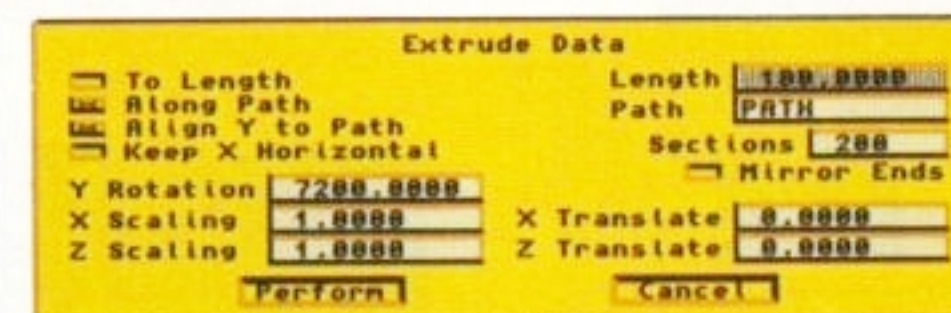 Extrude Data
To Length
Length 100.0000
Along Path
Path PATH
Align Y to Path
Keep X Horizontal
Sections 200
Mirror Ends
Y Rotation 7200.0000
X Scaling 1.0000
X Translate 0.0000
Z Scaling 1.0000
Z Translate 0.0000
Perform
Cancel